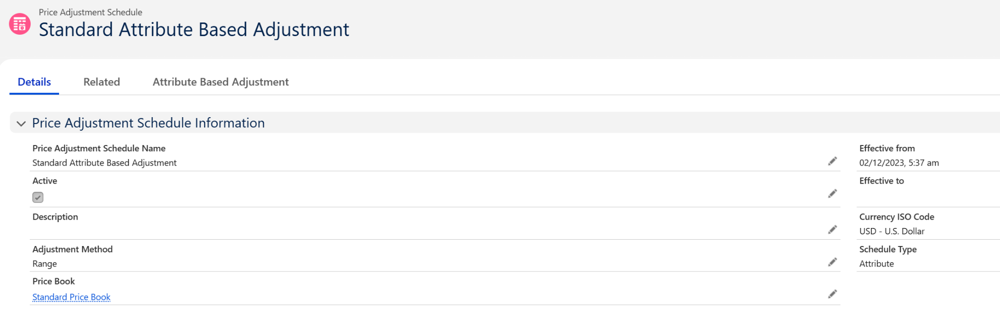 Price Adjustment Schedule
Standard Attribute Based Adjustment
Details Related Attribute Based Adjustment
Price Adjustment Schedule Information
Price Adjustment Schedule Name
Standard Attribute Based Adjustment
Effective from
02/12/2023, 5:37 am
Active
Effective to
Description
Currency ISO Code
USD - U.S. Dollar
Adjustment Method
Range
Schedule Type
Attribute
Price Book
Standard Price Book